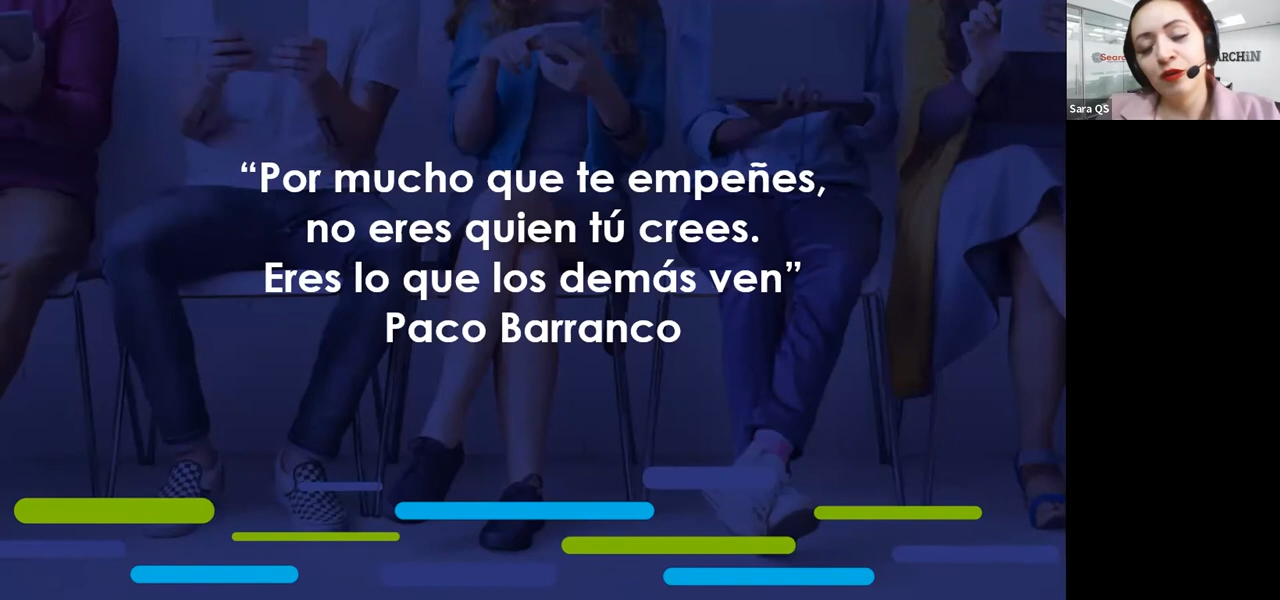 “Por mucho que te empeñes,
no eres quien tú crees.
Eres lo que los demás ven”
Paco Barranco
Sara QS